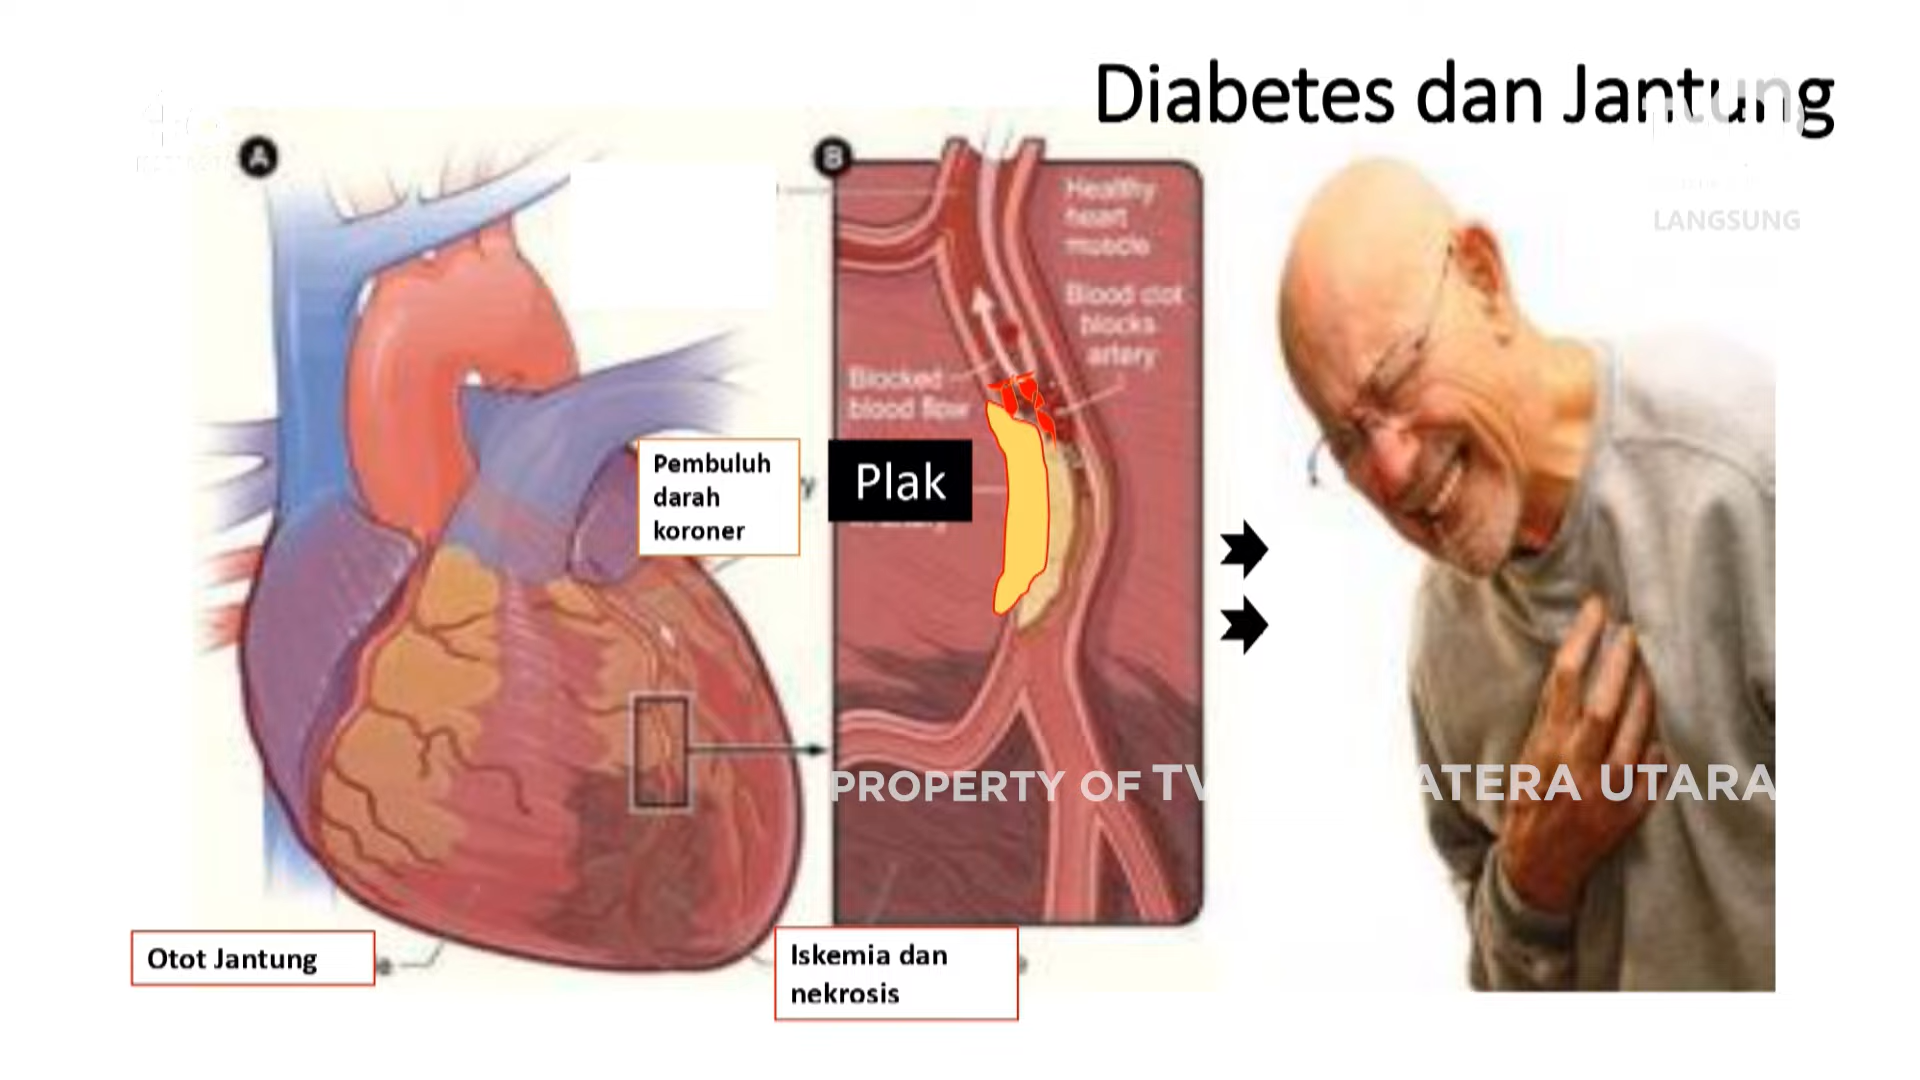 Diabetes dan Jantung
LANGSUNG
A
B
Healthy
heart
muscle
Blood clot
blocks
artery
Blocked
blood flow
Pembuluh
darah
koroner
Plak
PROPERTY OF TV
ATERA UTARA
Otot Jantung
Iskemia dan
nekrosis